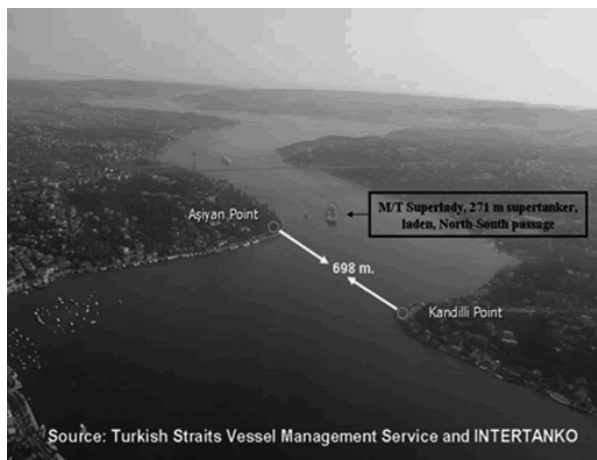 M/T Superlady, 271 m supertanker,
laden, North-South passage
Aşiyan Point
698 m.
Kandilli Point
Source: Turkish Straits Vessel Management Service and INTERTANKO